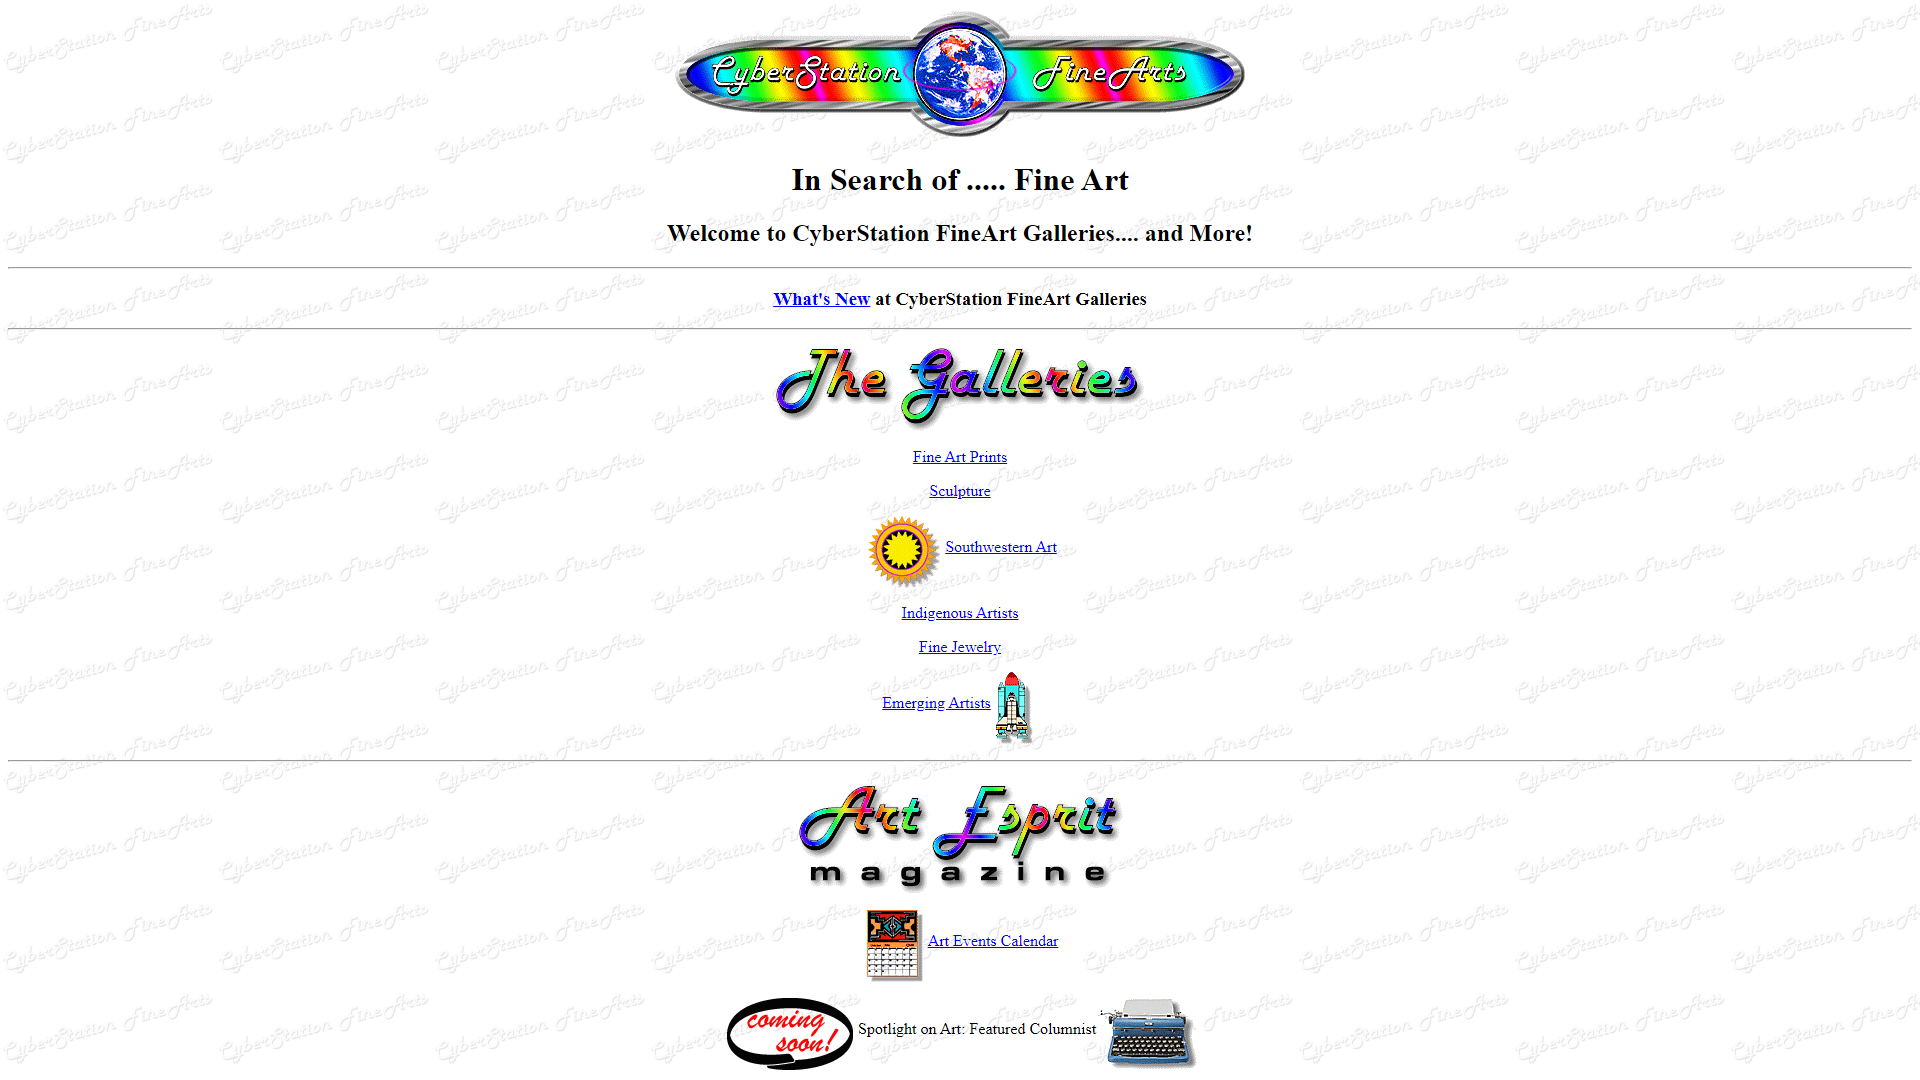 CyberStation FineArts
In Search of ..... Fine Art
Welcome to CyberStation FineArt Galleries.... and More!
What's New at CyberStation FineArt Galleries
The Galleries
Fine Art Prints
Sculpture
Southwestern Art
Indigenous Artists
Fine Jewelry
Emerging Artists
Art Esprit
magazine
Art Events Calendar
coming
soon!
Spotlight on Art: Featured Columnist